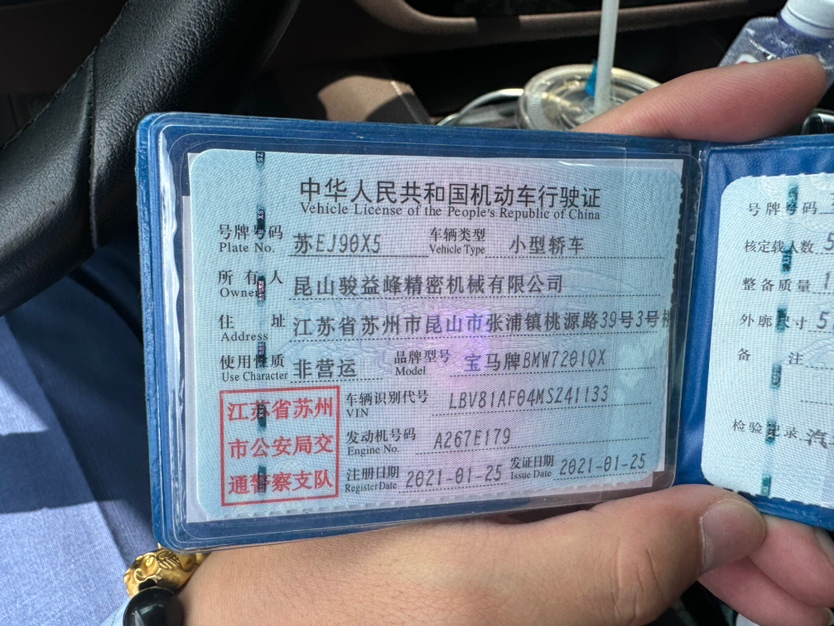 中华人民共和国机动车行驶证
Vehicle License of the People's Republic of China
号牌号码 苏EJ90X5 车辆类型 小型轿车
Plate No. Vehicle Type
所有人 昆山骏益峰精密机械有限公司
Owner
住址 江苏省苏州市昆山市张浦镇桃源路39号3号
Address
使用性质 非营运 品牌型号 宝马牌BMW7201QX
Use Character Model
车辆识别代号 LBV81AF04MSZ41133
VIN
发动机号码 A267E179
Engine No.
注册日期 2021-01-25 发证日期 2021-01-25
Register Date Issue Date
江苏省苏州
市公安局交
通警察支队
号牌号码
核定载人数 5
整备质量 1
外廓尺寸 5
备注
检验记录 汽